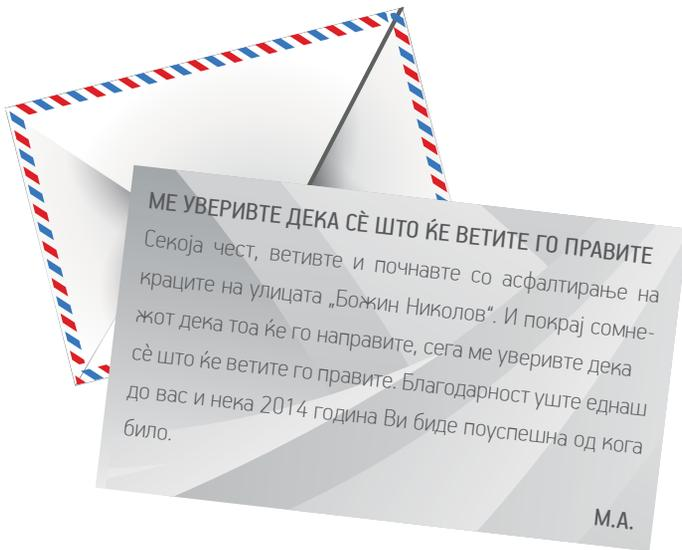 МЕ УВЕРИВТЕ ДЕКА СЀ ШТО ЌЕ ВЕТИТЕ ГО ПРАВИТЕ
Секоја чест, ветивте и почнавте со асфалтирање на
краците на улицата „Божин Николов“. И покрај сомне-
жот дека тоа ќе го направите, сега ме уверивте дека
сѐ што ќе ветите го правите. Благодарност уште еднаш
до вас и нека 2014 година Ви биде поуспешна од кога
било.
М.А.